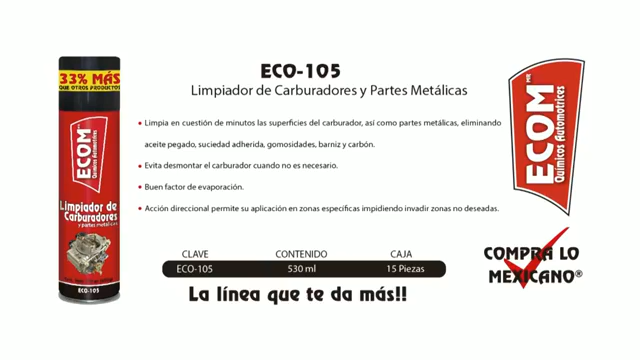 33% MÁS
QUE OTROS PRODUCTOS
ECOM
Químicos Automotrices
Limpiador de
Carburadores
y partes metálicas
ECO-105
ECO-105
Limpiador de Carburadores y Partes Metálicas
• Limpia en cuestión de minutos las superficies del carburador, así como partes metálicas, eliminando
aceite pegado, suciedad adherida, gomosidades, barniz y carbón.
• Evita desmontar el carburador cuando no es necesario.
• Buen factor de evaporación.
• Acción direccional permite su aplicación en zonas especificas impidiendo invadir zonas no deseadas.
CLAVE CONTENIDO CAJA
ECO-105 530 ml 15 Piezas
La línea que te da más!!
ECOM MR
Químicos Automotrices
COMPRA LO
MEXICANO®